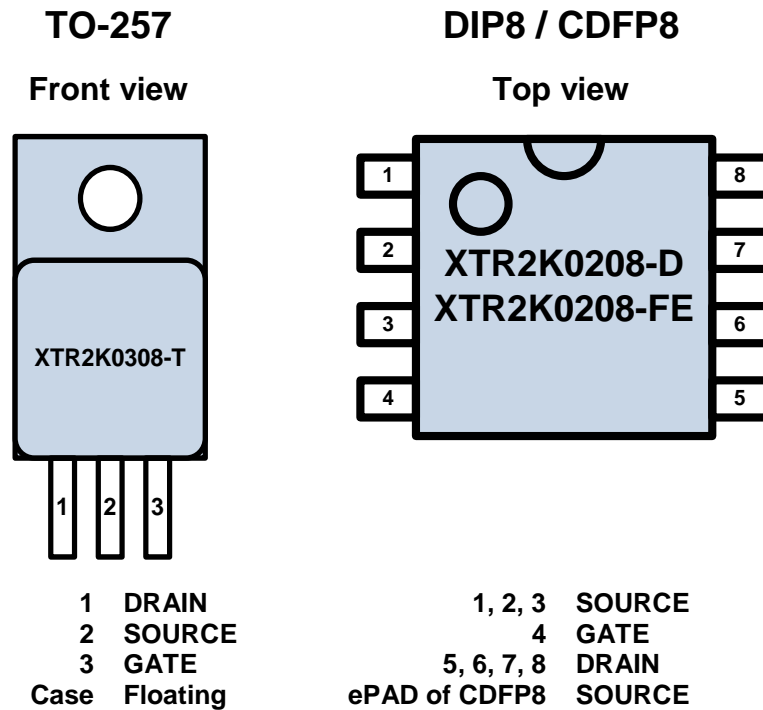 TO-257
Front view
XTR2K0308-T
1
2
3
1 DRAIN
2 SOURCE
3 GATE
Case Floating
DIP8 / CDFP8
Top view
1
8
2
7
XTR2K0208-D
XTR2K0208-FE
3
6
4
5
1, 2, 3 SOURCE
4 GATE
5, 6, 7, 8 DRAIN
ePAD of CDFP8 SOURCE